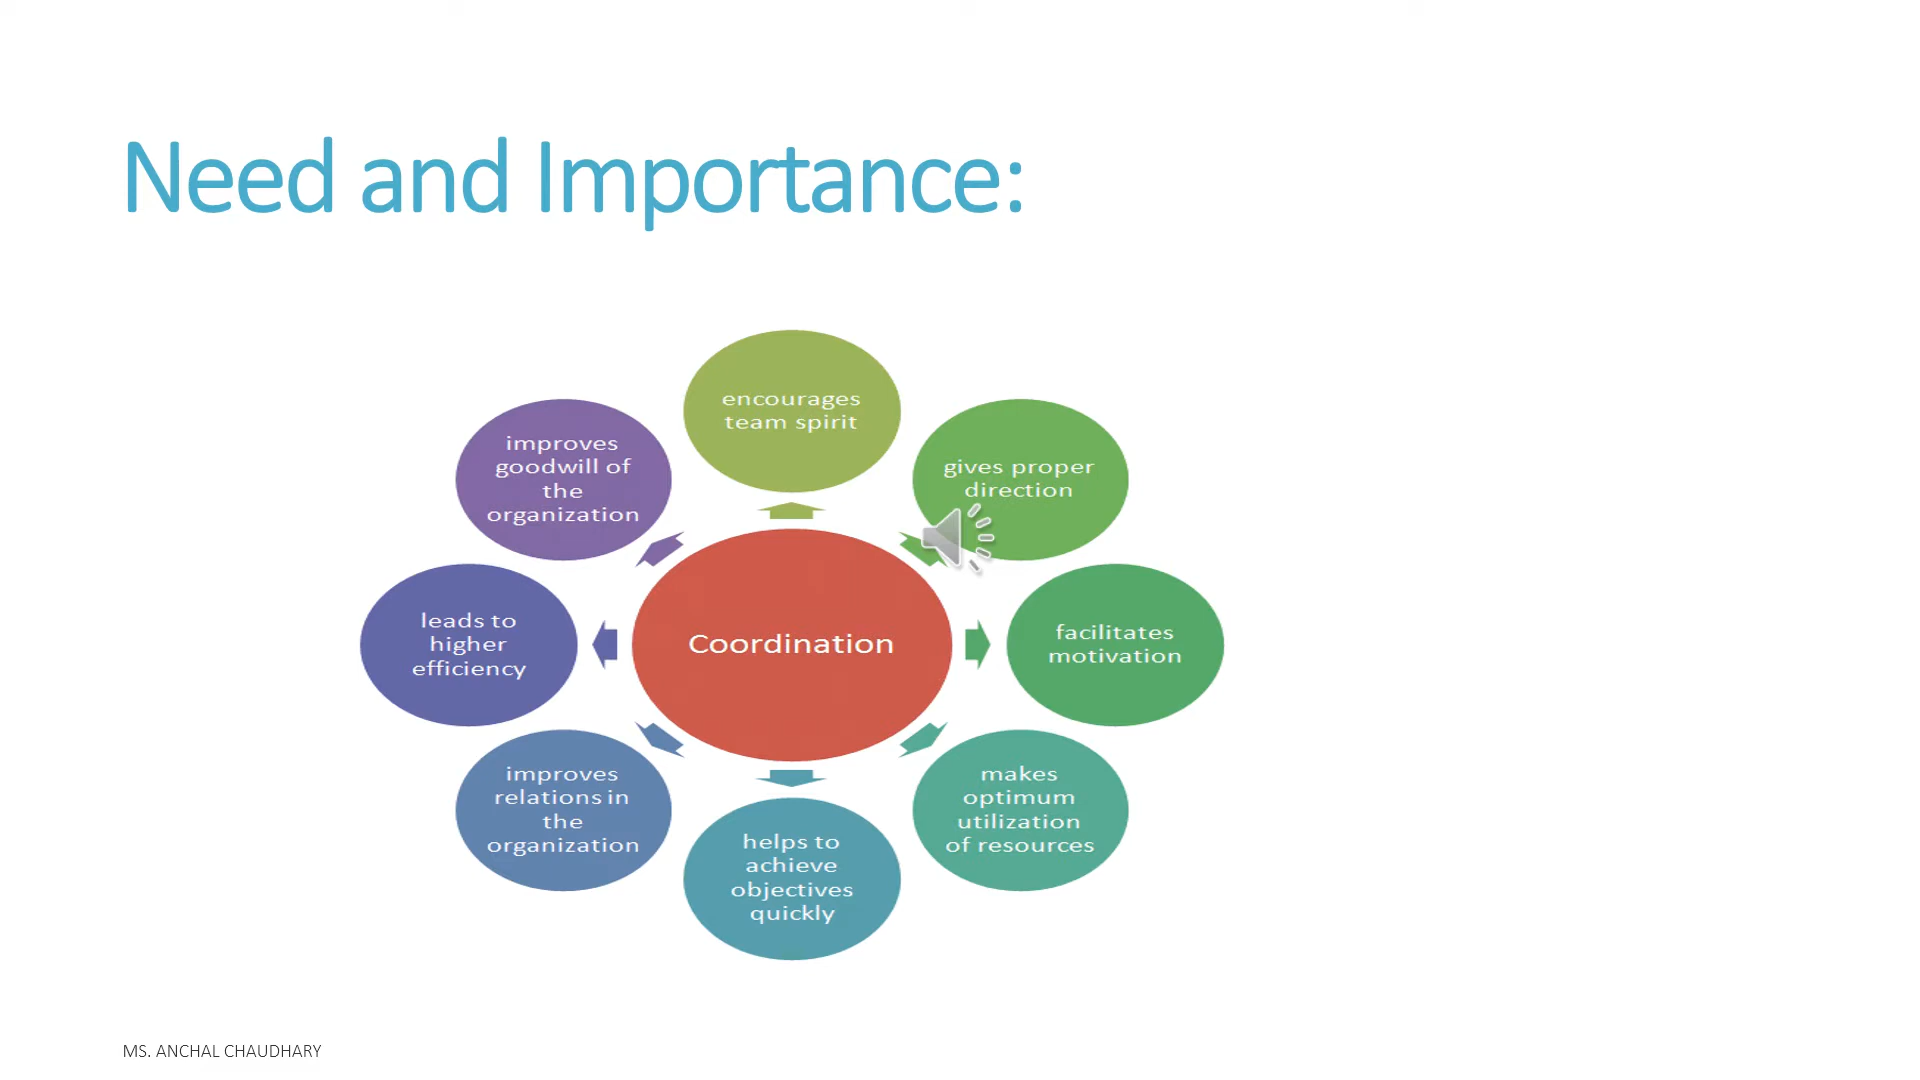 Need and Importance:
encourages
team spirit
gives proper
direction
facilitates
motivation
makes
optimum
utilization
of resources
helps to
achieve
objectives
quickly
improves
relations in
the
organization
leads to
higher
efficiency
improves
goodwill of
the
organization
Coordination
MS. ANCHAL CHAUDHARY